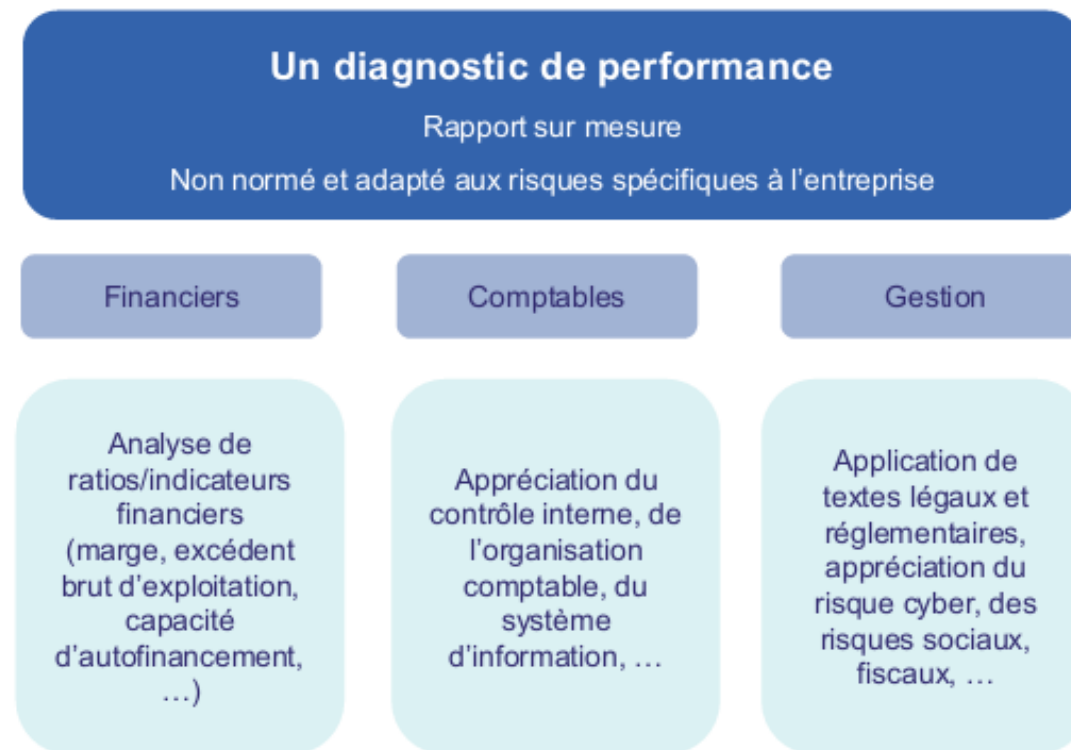 Un diagnostic de performance
Rapport sur mesure
Non normé et adapté aux risques spécifiques à l'entreprise
Financiers
Comptables
Gestion
Analyse de
ratios/indicateurs
financiers
(marge, excédent
brut d'exploitation,
capacité
d'autofinancement,
…)
Appréciation du
contrôle interne, de
l'organisation
comptable, du
système
d'information, …
Application de
textes légaux et
réglementaires,
appréciation du
risque cyber, des
risques sociaux,
fiscaux, …